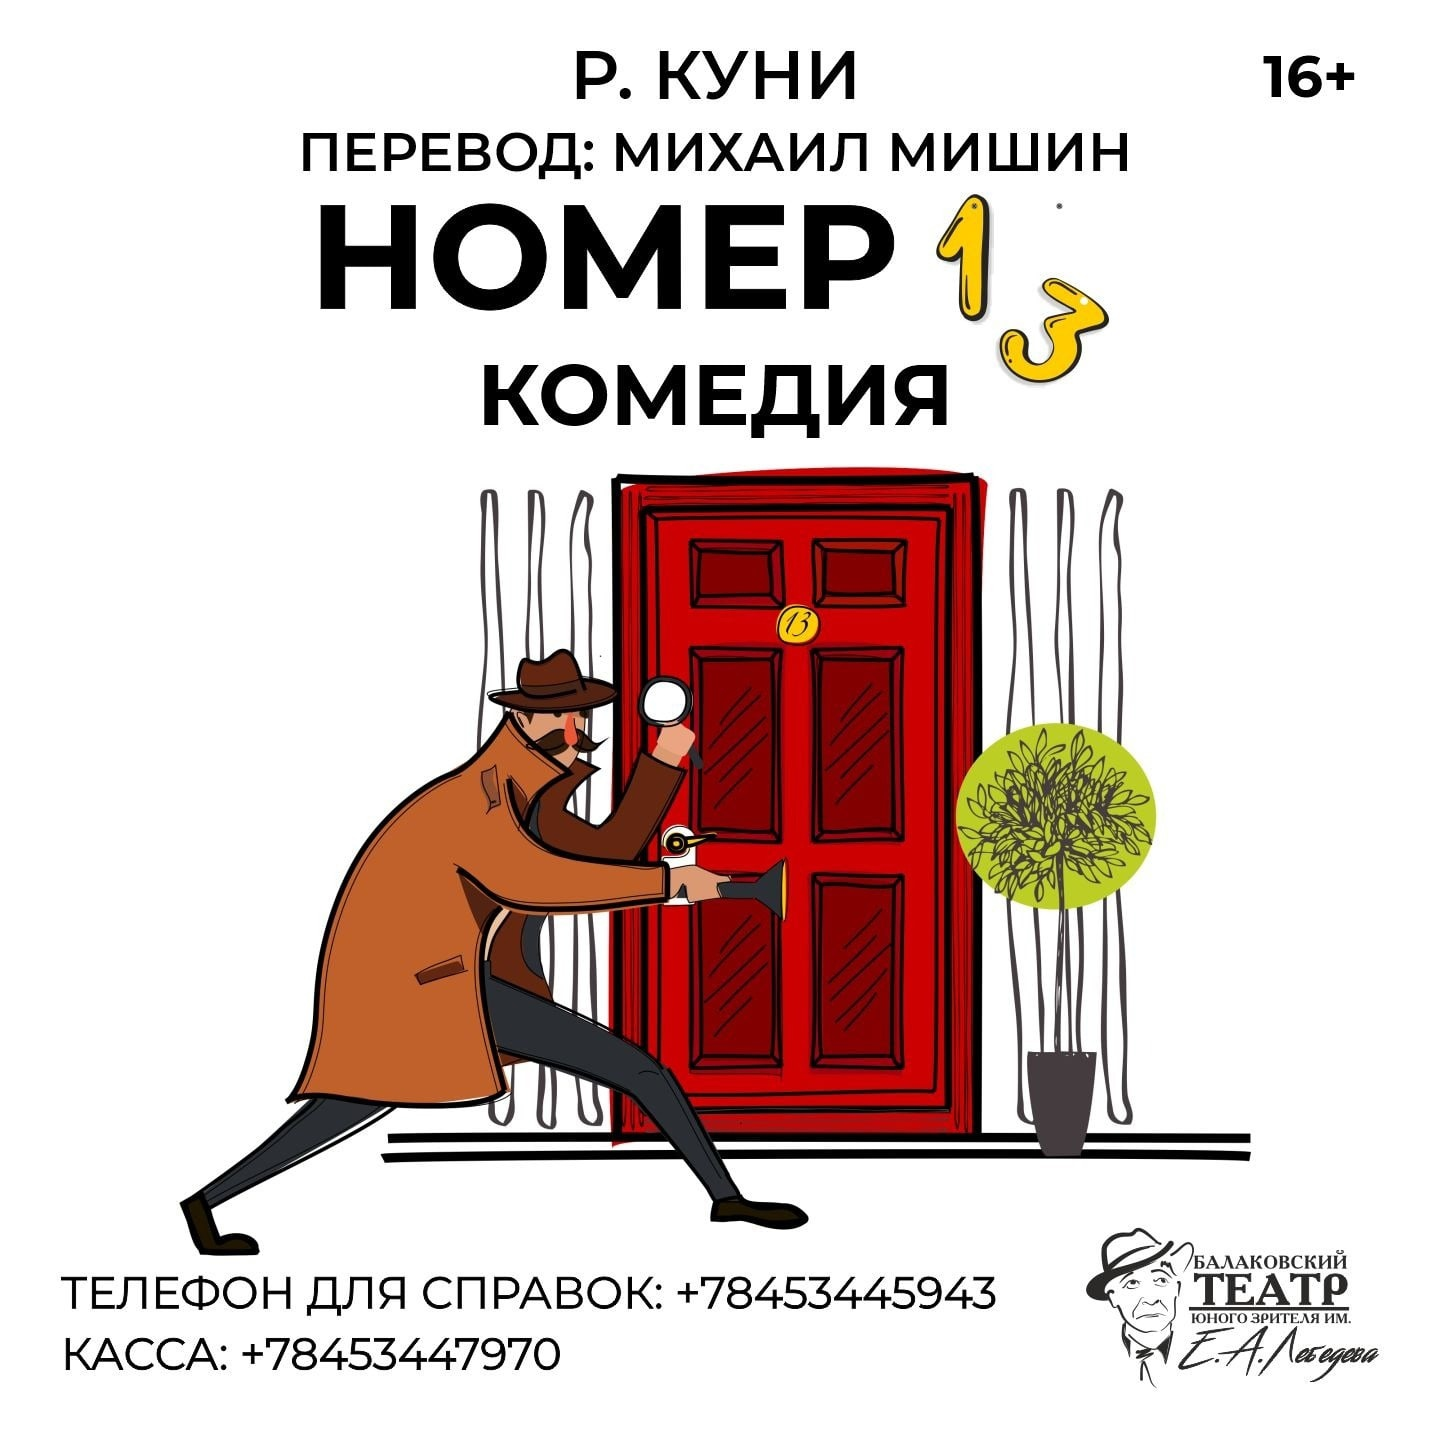 Р. КУНИ
16+
ПЕРЕВОД: МИХАИЛ МИШИН
НОМЕР 13
КОМЕДИЯ
13
ТЕЛЕФОН ДЛЯ СПРАВОК: +78453445943
КАССА: +78453447970
БАЛАКОВСКИЙ
ТЕАТР
ЮНОГО ЗРИТЕЛЯ ИМ.
Е.А.Лебедева